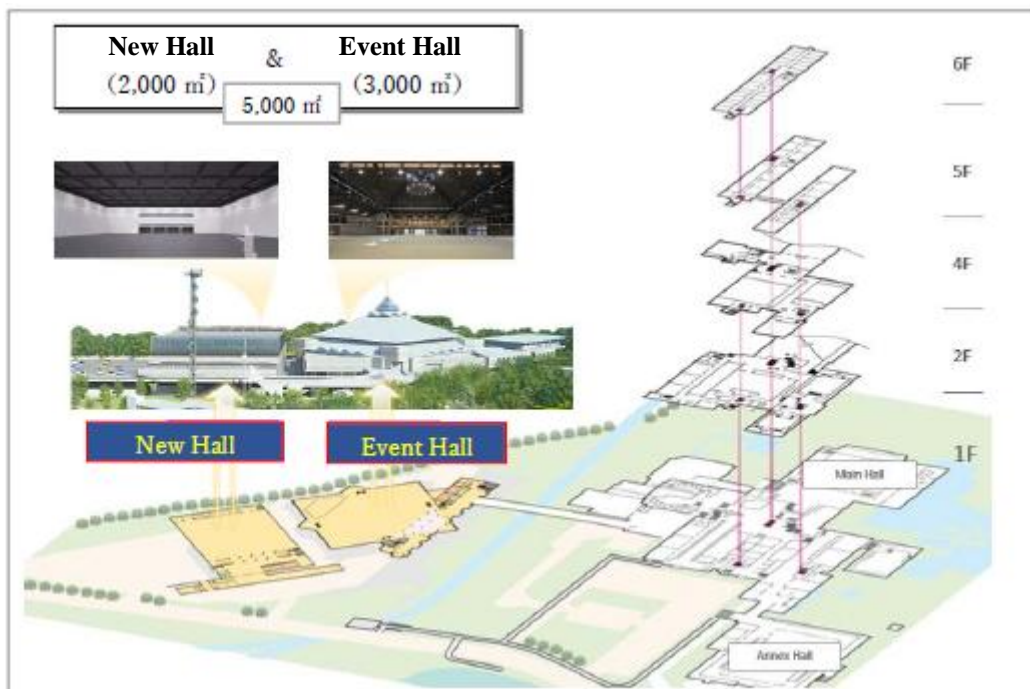 New Hall & Event Hall
(2,000 ㎡) (3,000 ㎡)
5,000 ㎡
6F
5F
4F
2F
New Hall
Event Hall
1F
Main Hall
Annex Hall